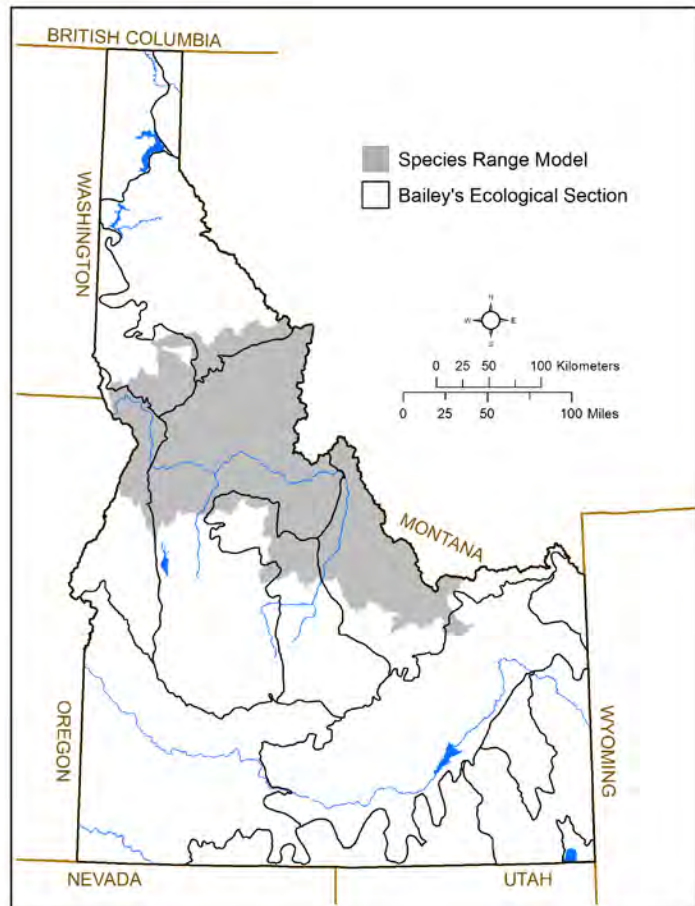 BRITISH COLUMBIA
WASHINGTON
Species Range Model
Bailey's Ecological Section
N
W E
S
0 25 50 100 Kilometers
0 25 50 100 Miles
MONTANA
OREGON
WYOMING
NEVADA
UTAH